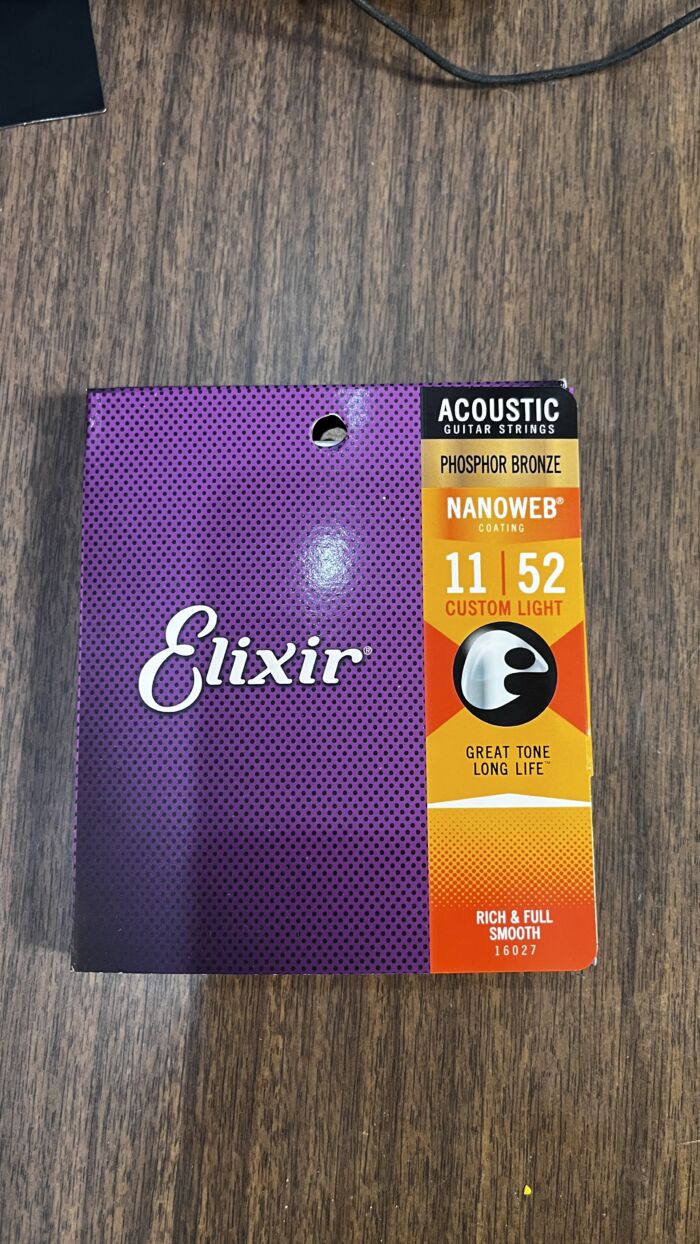 Elixir®
ACOUSTIC
GUITAR STRINGS
PHOSPHOR BRONZE
NANOWEB®
COATING
11 | 52
CUSTOM LIGHT
GREAT TONE
LONG LIFE™
RICH & FULL
SMOOTH
16027